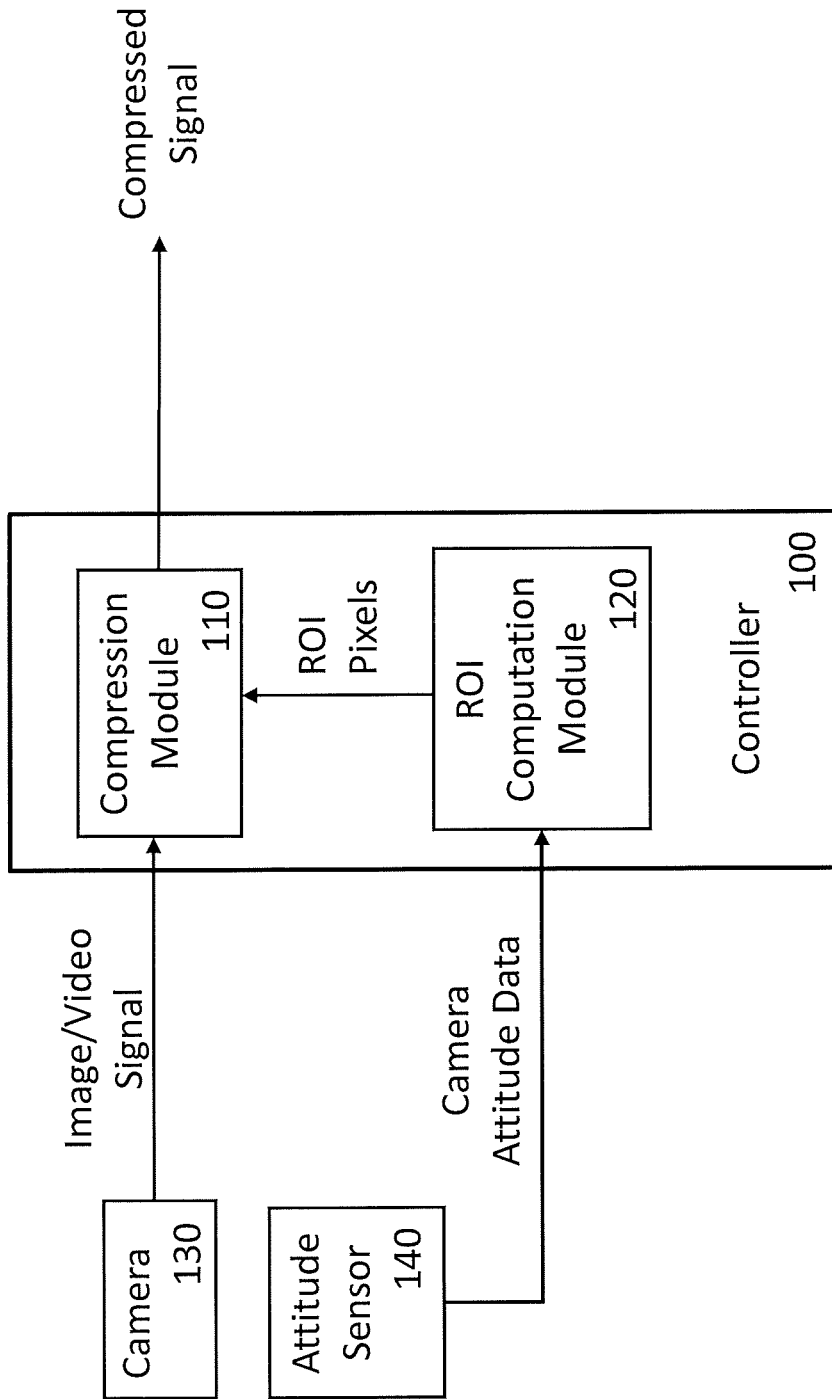 Camera
130
Image/Video
Signal
Compression
Module
110
Compressed
Signal
Attitude
Sensor
140
Camera
Attitude Data
ROI
Pixels
ROI
Computation
Module
120
Controller
100